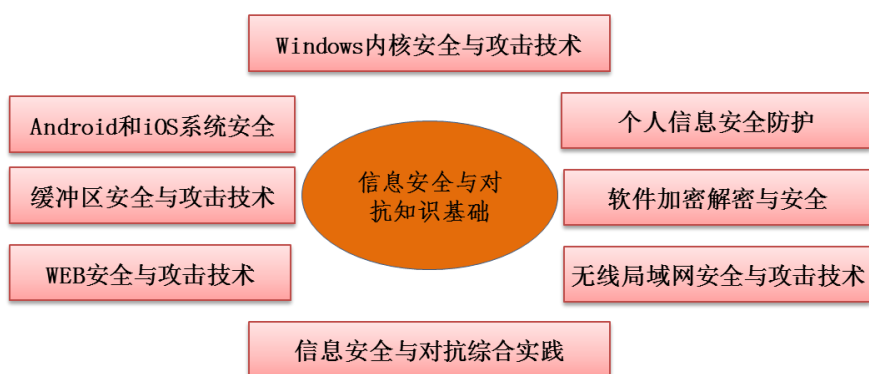 Windows内核安全与攻击技术
Android和iOS系统安全
个人信息安全防护
缓冲区安全与攻击技术
信息安全与对
抗知识基础
软件加密解密与安全
WEB安全与攻击技术
无线局域网安全与攻击技术
信息安全与对抗综合实践